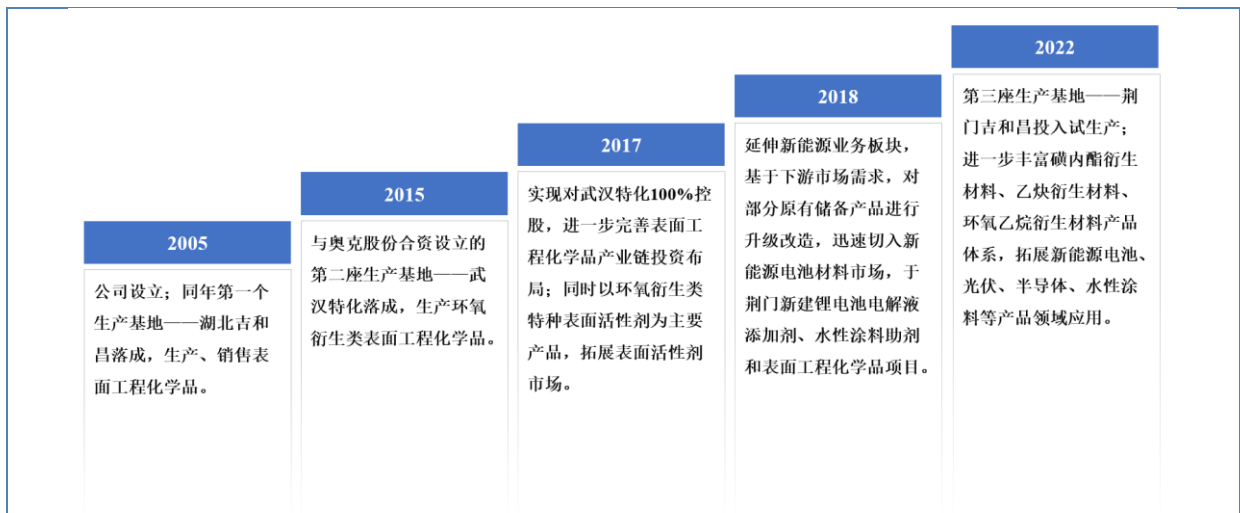 2005
公司设立；同年第一个
生产基地——湖北吉和
昌落成，生产、销售表
面工程化学品。
2015
与奥克股份合资设立的
第二座生产基地——武
汉特化落成，生产环氧
衍生类表面工程化学品。
2017
实现对武汉特化100%控
股，进一步完善表面工
程化学品产业链投资布
局；同时以环氧衍生类
特种表面活性剂为主要
产品，拓展表面活性剂
市场。
2018
延伸新能源业务板块，
基于下游市场需求，对
部分原有储备产品进行
升级改造，迅速切入新
能源电池材料市场，于
荆门新建锂电池电解液
添加剂、水性涂料助剂
和表面工程化学品项目。
2022
第三座生产基地——荆
门吉和昌投入试生产；
进一步丰富磺内酯衍生
材料、乙炔衍生材料、
环氧乙烷衍生材料产品
体系，拓展新能源电池、
光伏、半导体、水性涂
料等产品领域应用。